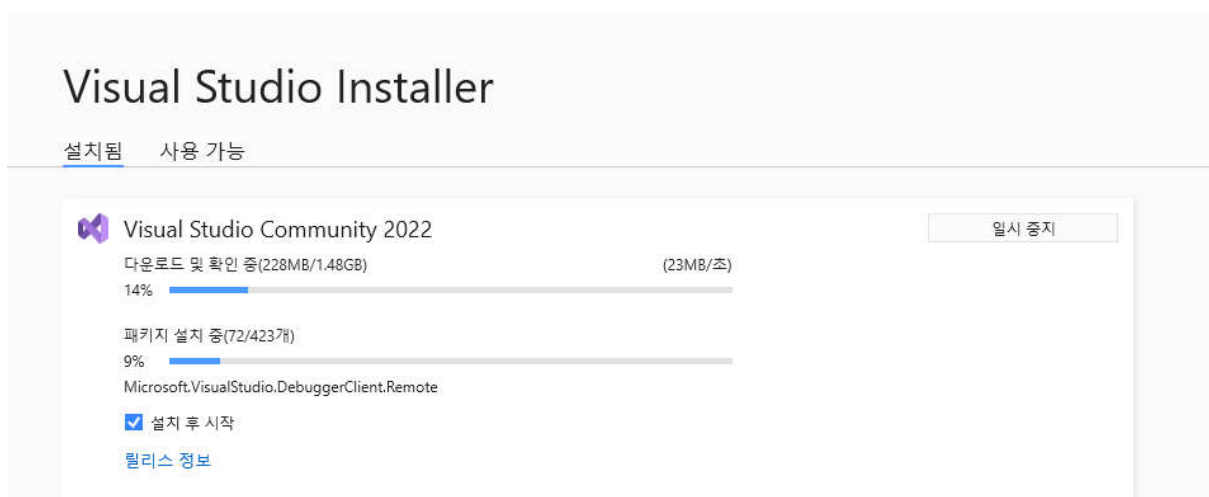 Visual Studio Installer
설치됨 사용 가능
Visual Studio Community 2022 일시 중지
다운로드 및 확인 중(228MB/1.48GB) (23MB/초)
14%
패키지 설치 중(72/423개)
9%
Microsoft.VisualStudio.DebuggerClient.Remote
설치 후 시작
릴리스 정보